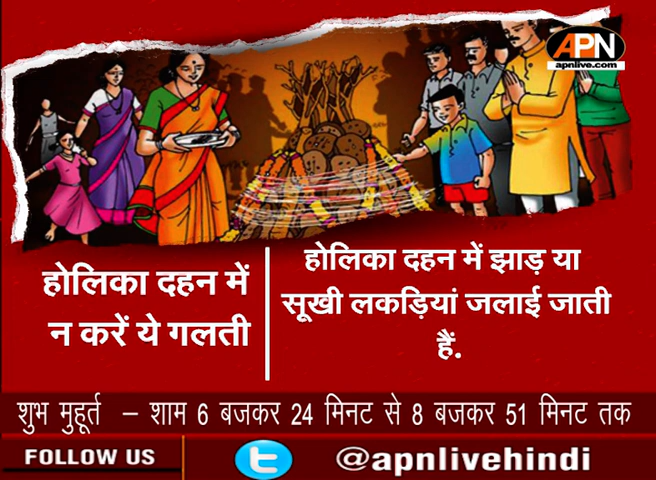 APN
apnlive.com
होलिका दहन में
न करें ये गलती
होलिका दहन में झाड़ या
सूखी लकड़ियां जलाई जाती
हैं.
शुभ मुहूर्त – शाम 6 बजकर 24 मिनट से 8 बजकर 51 मिनट तक
FOLLOW US
@apnlivehindi